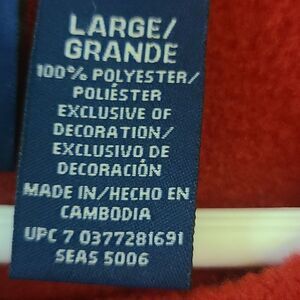 LARGE/
GRANDE
100% POLYESTER/
POLIÉSTER
EXCLUSIVE OF
DECORATION/
EXCLUSIVO DE
DECORACIÓN
MADE IN/HECHO EN
CAMBODIA
UPC 7 0377281691
SEAS 5006